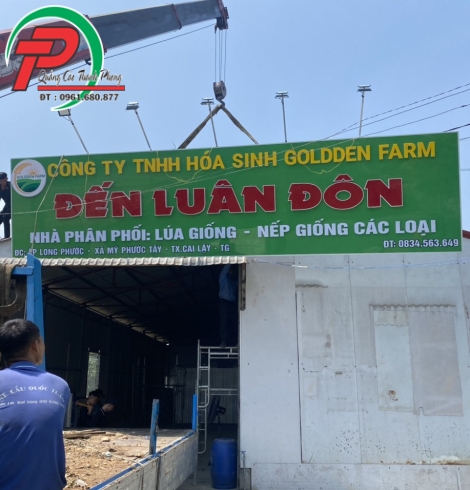 Quảng Cáo Thanh Phong
ĐT : 0961.680.877
CÔNG TY TNHH HÓA SINH GOLDDEN FARM
ĐẾN LUÂN ĐÔN
NHÀ PHÂN PHỐI: LÚA GIỐNG - NẾP GIỐNG CÁC LOẠI
ĐC: ẤP LONG PHƯỚC - XÃ MỸ PHƯỚC TÂY - TX.CAI LẬY - TG
ĐT: 0834.563.649